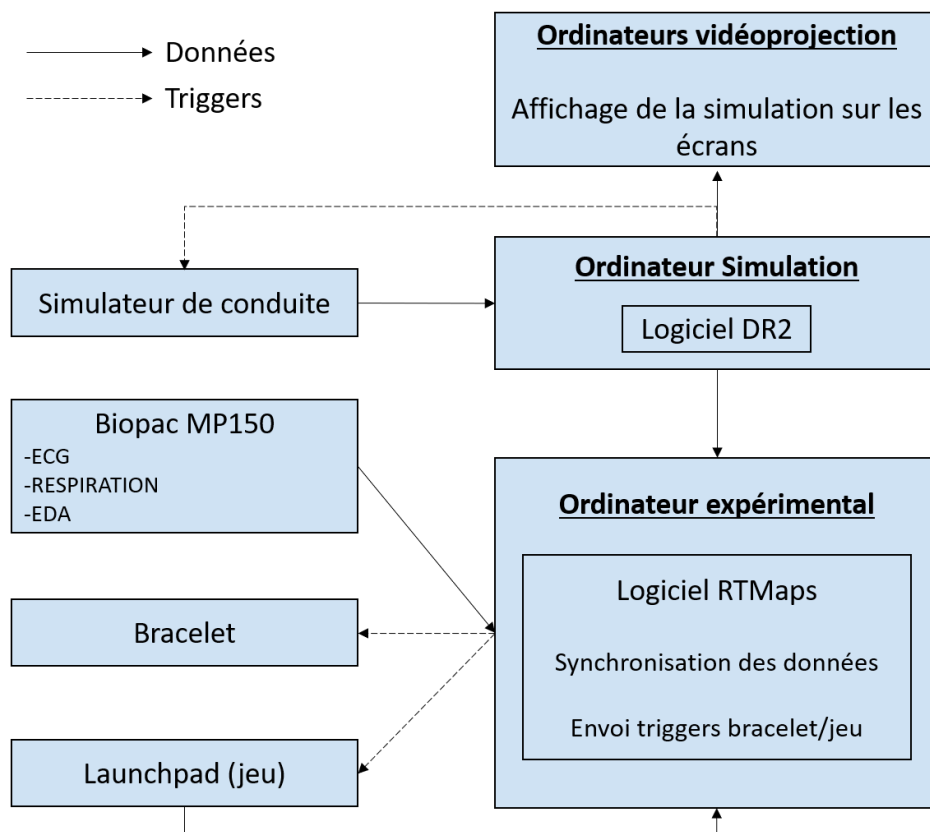 Données
Triggers
Ordinateurs vidéoprojection
Affichage de la simulation sur les
écrans
Simulateur de conduite
Ordinateur Simulation
Logiciel DR2
Biopac MP150
-ECG
-RESPIRATION
-EDA
Bracelet
Launchpad (jeu)
Ordinateur expérimental
Logiciel RTMaps
Synchronisation des données
Envoi triggers bracelet/jeu